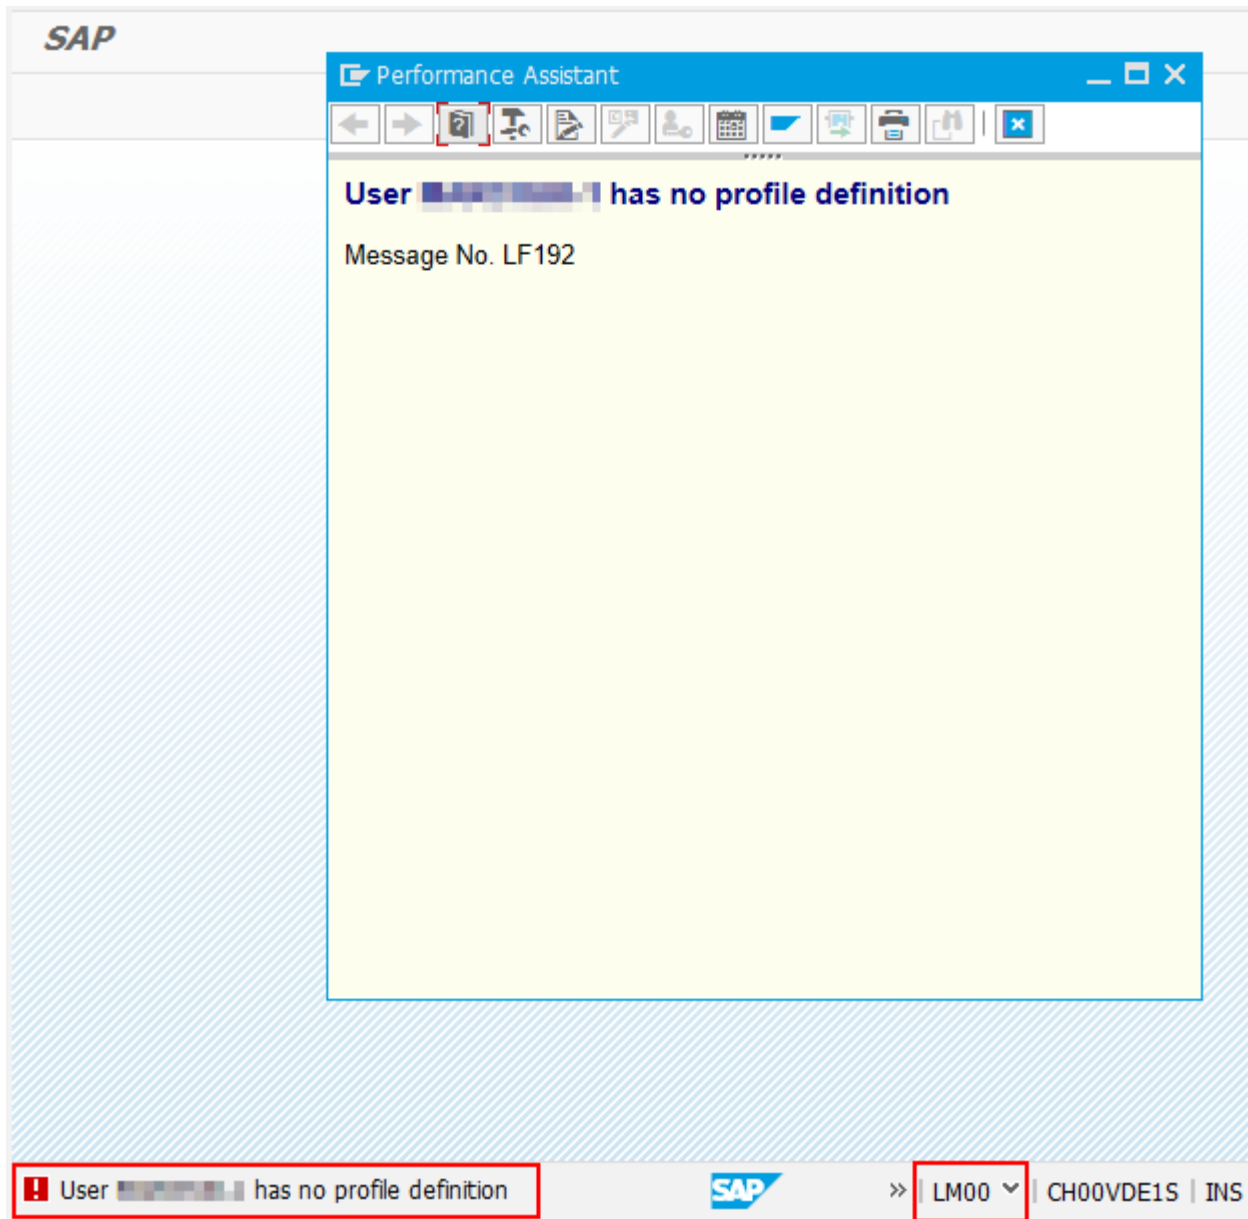 SAP
Performance Assistant
User has no profile definition
Message No. LF192
User has no profile definition
SAP
LM00
CH00VDE1S
INS